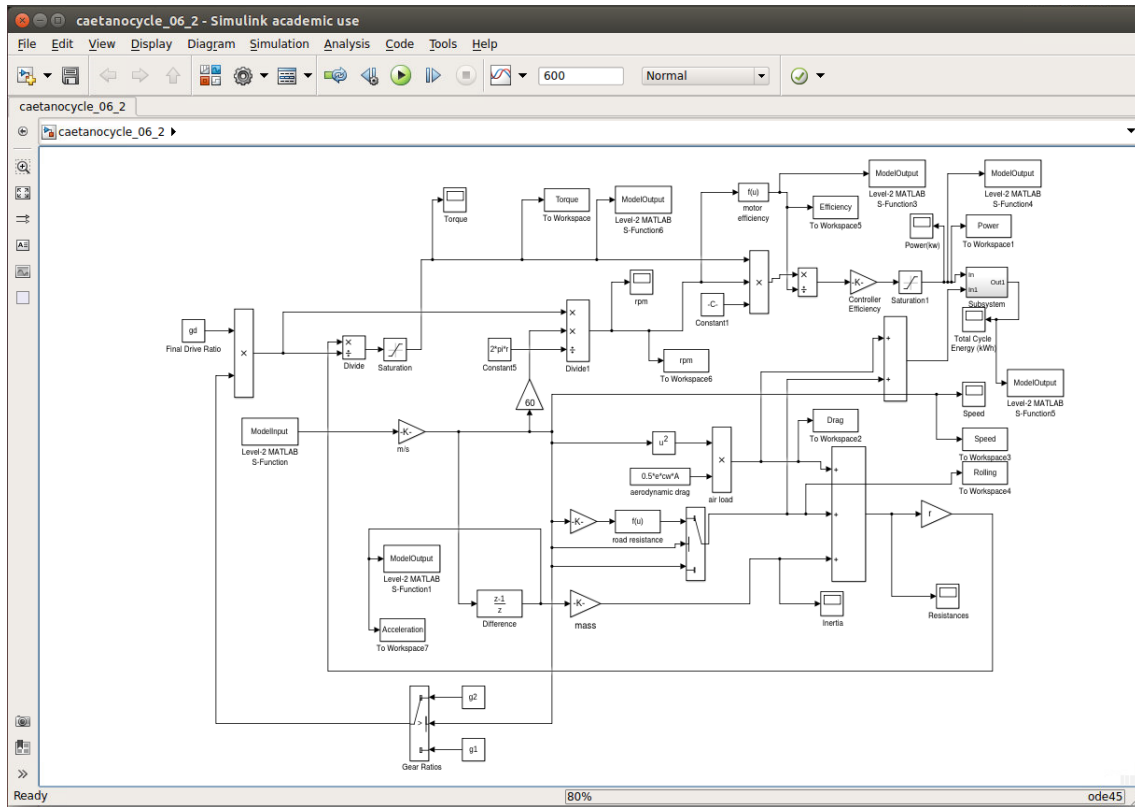 caetanocycle_06_2 - Simulink academic use
File Edit View Display Diagram Simulation Analysis Code Tools Help
600
Normal
caetanocycle_06_2
caetanocycle_06_2
Torque
Torque
To Workspace
ModelOutput
Level-2 MATLAB
S-Function6
f(u)
motor
efficiency
ModelOutput
Level-2 MATLAB
S-Function3
Efficiency
To Workspace5
ModelOutput
Level-2 MATLAB
S-Function4
Power(kw)
Power
To Workspace1
×
×
÷
-K-
Controller
Efficiency
Saturation1
In
In1
Out1
Subsystem
rpm
-C-
Constant1
gd
Final Drive Ratio
×
×
÷
Divide
Saturation
2*pi*r
Constant5
×
×
÷
Divide1
rpm
To Workspace6
+
+
Total Cycle
Energy (kWh)
ModelOutput
Level-2 MATLAB
S-Function5
60
ModelInput
Level-2 MATLAB
S-Function
-K-
m/s
Speed
Speed
To Workspace3
Drag
To Workspace2
u2
0.5*e*cw*A
aerodynamic drag
×
air load
Rolling
To Workspace4
-K-
f(u)
road resistance
+
+
+
r
ModelOutput
Level-2 MATLAB
S-Function1
z-1
z
Difference
-K-
mass
Inertia
Resistances
Acceleration
To Workspace7
g2
>
g1
Gear Ratios
Ready 80% ode45